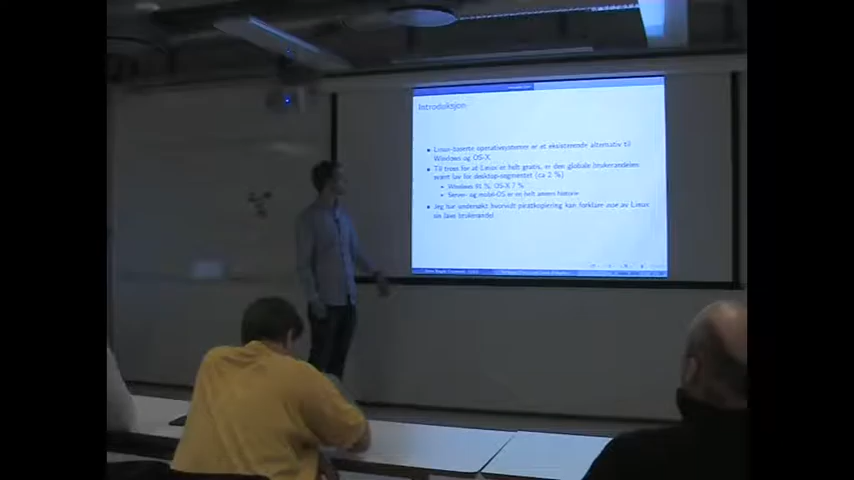 Introduksjon
Linux-baserte operativsystemer er et eksisterende alternativ til
Windows og OS-X
Til tross for at Linux er helt gratis, er den globale brukerandelen
svært lav for desktop-segmentet (ca 2 %)
Windows 91 %, OS-X 7 %
Server- og mobil-OS er en helt annen historie
Jeg har undersøkt hvorvidt piratkopiering kan forklare noe av Linux
sin lave brukerandel